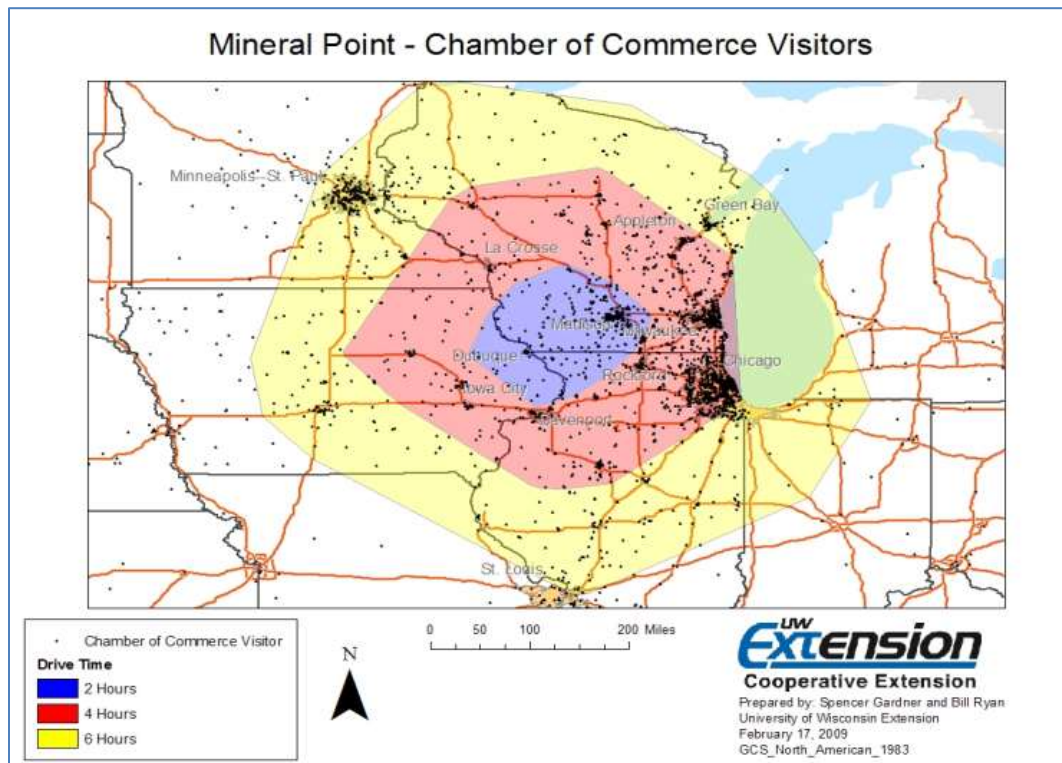 Mineral Point - Chamber of Commerce Visitors
Minneapolis--St. Paul
Green Bay
Appleton
La Crosse
Madison
Milwaukee
Dubuque
Chicago
Rockford
Iowa City
Davenport
St. Louis
Chamber of Commerce Visitor
Drive Time
2 Hours
4 Hours
6 Hours
N
0 50 100 200 Miles
UW
Extension
Cooperative Extension
Prepared by: Spencer Gardner and Bill Ryan
University of Wisconsin Extension
February 17, 2009
GCS_North_American_1983